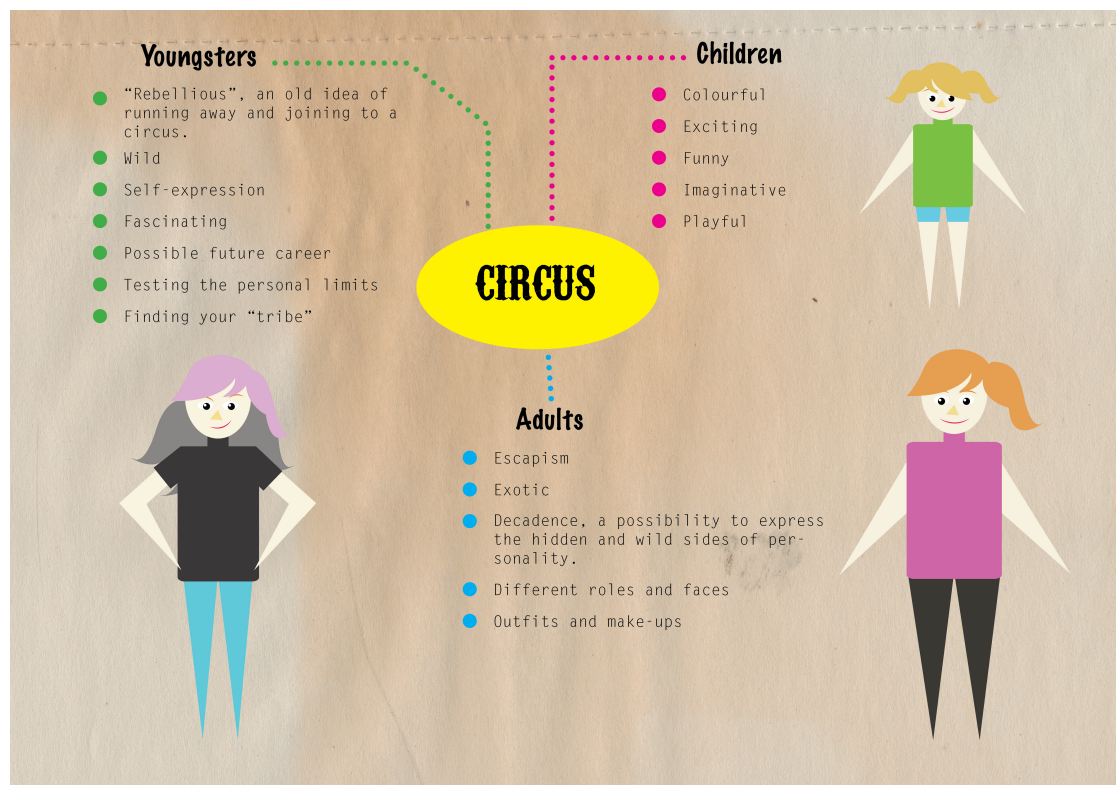 Youngsters
“Rebellious”, an old idea of
running away and joining to a
circus.
Wild
Self-expression
Fascinating
Possible future career
Testing the personal limits
Finding your “tribe”
Children
Colourful
Exciting
Funny
Imaginative
Playful
CIRCUS
Adults
Escapism
Exotic
Decadence, a possibility to express
the hidden and wild sides of per-
sonality.
Different roles and faces
Outfits and make-ups